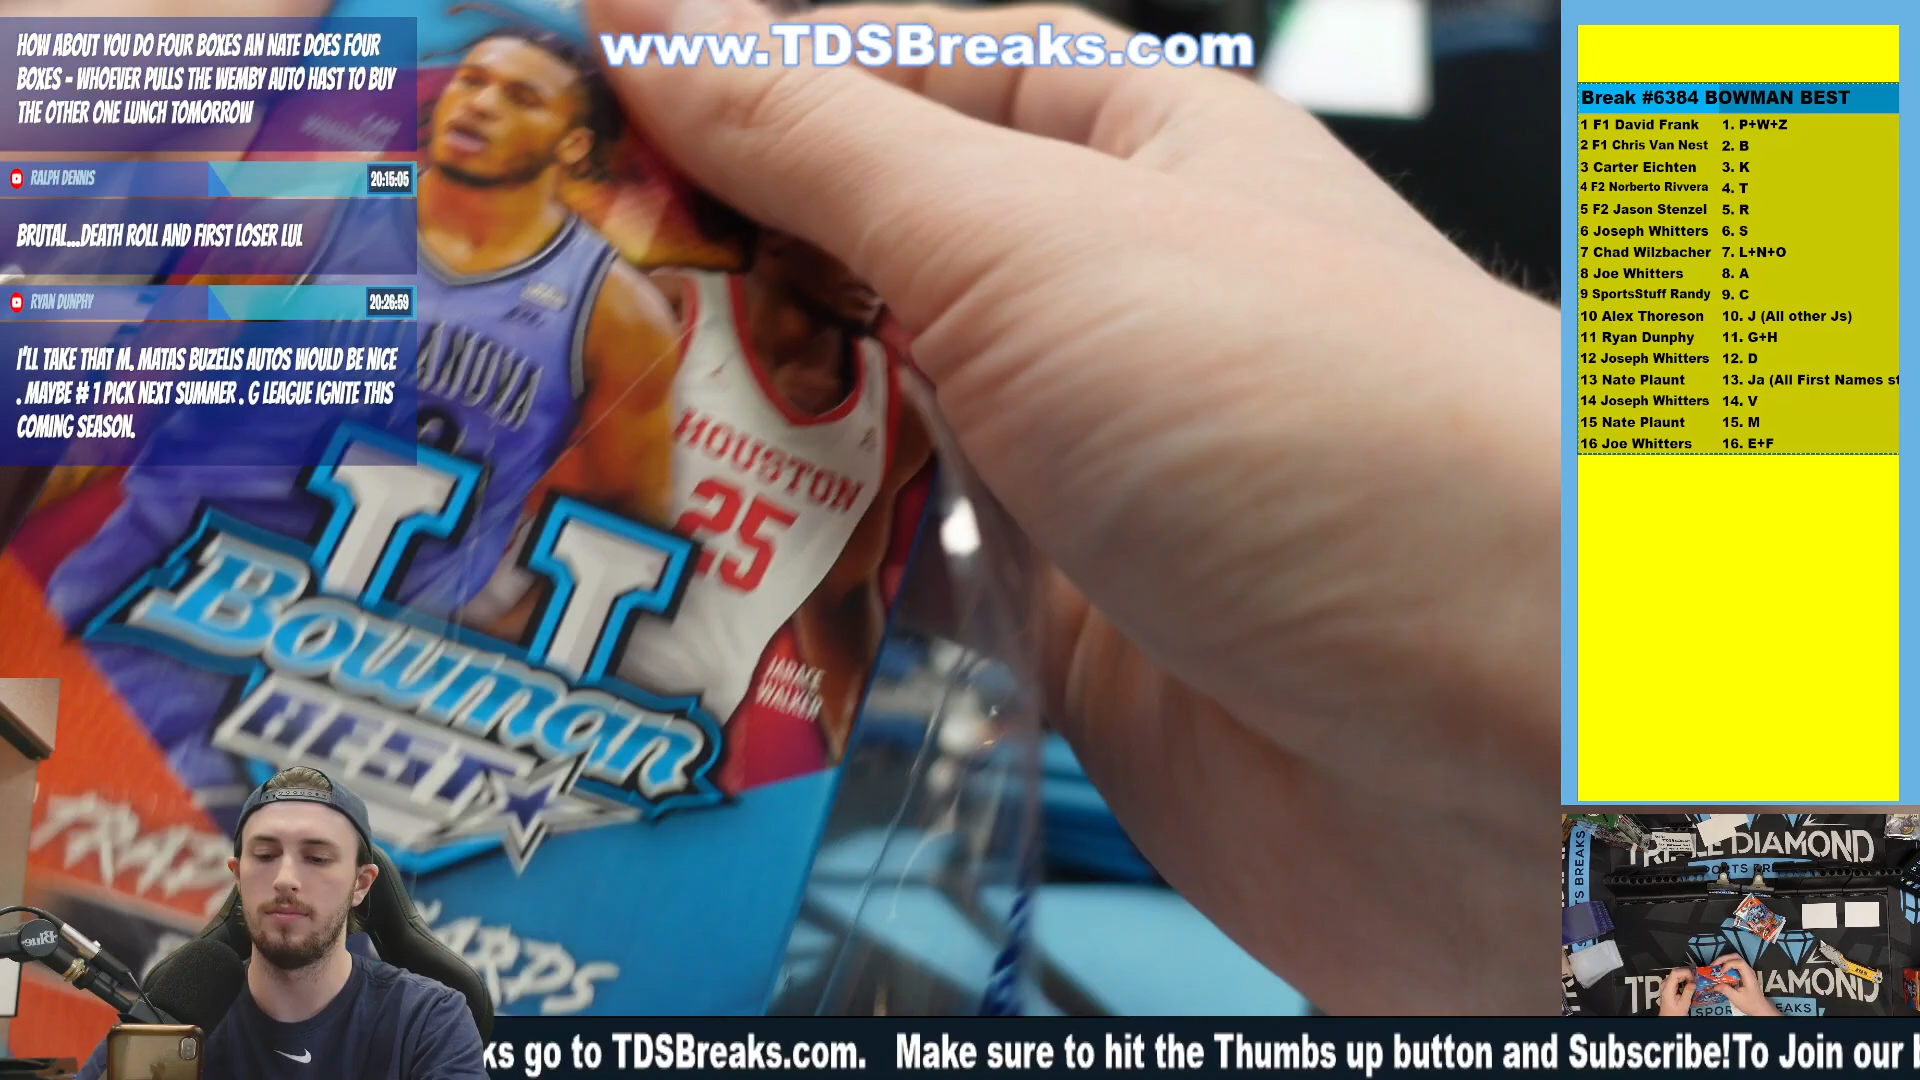 www.TDSBreaks.com
HOW ABOUT YOU DO FOUR BOXES AN NATE DOES FOUR
BOXES - WHOEVER PULLS THE WEMBY AUTO HAST TO BUY
THE OTHER ONE LUNCH TOMORROW
RALPH DENNIS 20:15:05
BRUTAL...DEATH ROLL AND FIRST LOSER LUL
RYAN DUNPHY 20:26:59
I'LL TAKE THAT M. MATAS BUZELIS AUTOS WOULD BE NICE
. MAYBE # 1 PICK NEXT SUMMER . G LEAGUE IGNITE THIS
COMING SEASON.
HOUSTON
25
U
Bowman
BEST
JARACE
WALKER
Break #6384 BOWMAN BEST
1 F1 David Frank 1. P+W+Z
2 F1 Chris Van Nest 2. B
3 Carter Eichten 3. K
4 F2 Norberto Rivvera 4. T
5 F2 Jason Stenzel 5. R
6 Joseph Whitters 6. S
7 Chad Wilzbacher 7. L+N+O
8 Joe Whitters 8. A
9 SportsStuff Randy 9. C
10 Alex Thoreson 10. J (All other Js)
11 Ryan Dunphy 11. G+H
12 Joseph Whitters 12. D
13 Nate Plaunt 13. Ja (All First Names st
14 Joseph Whitters 14. V
15 Nate Plaunt 15. M
16 Joe Whitters 16. E+F
DIAMOND
BREAKS
ks go to TDSBreaks.com. Make sure to hit the Thumbs up button and Subscribe!To Join our b